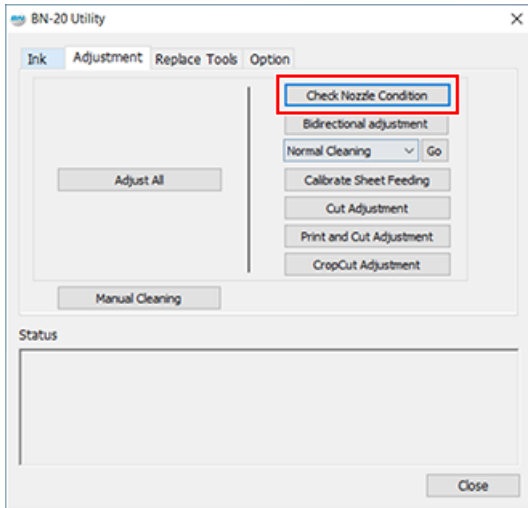 BN-20 Utility
Ink Adjustment Replace Tools Option
Check Nozzle Condition
Bidirectional adjustment
Normal Cleaning Go
Adjust All
Calibrate Sheet Feeding
Cut Adjustment
Print and Cut Adjustment
CropCut Adjustment
Manual Cleaning
Status
Close